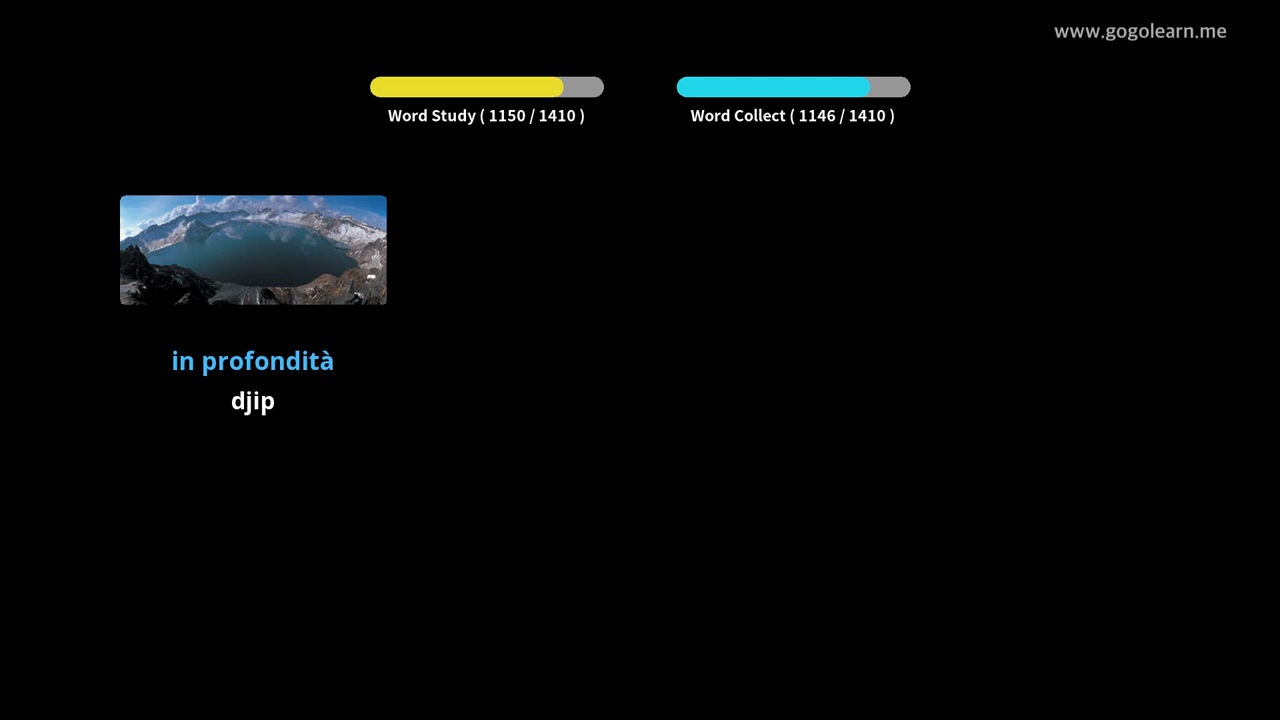 www.gogolearn.me
Word Study ( 1150 / 1410 )
Word Collect ( 1146 / 1410 )
in profondità
djip